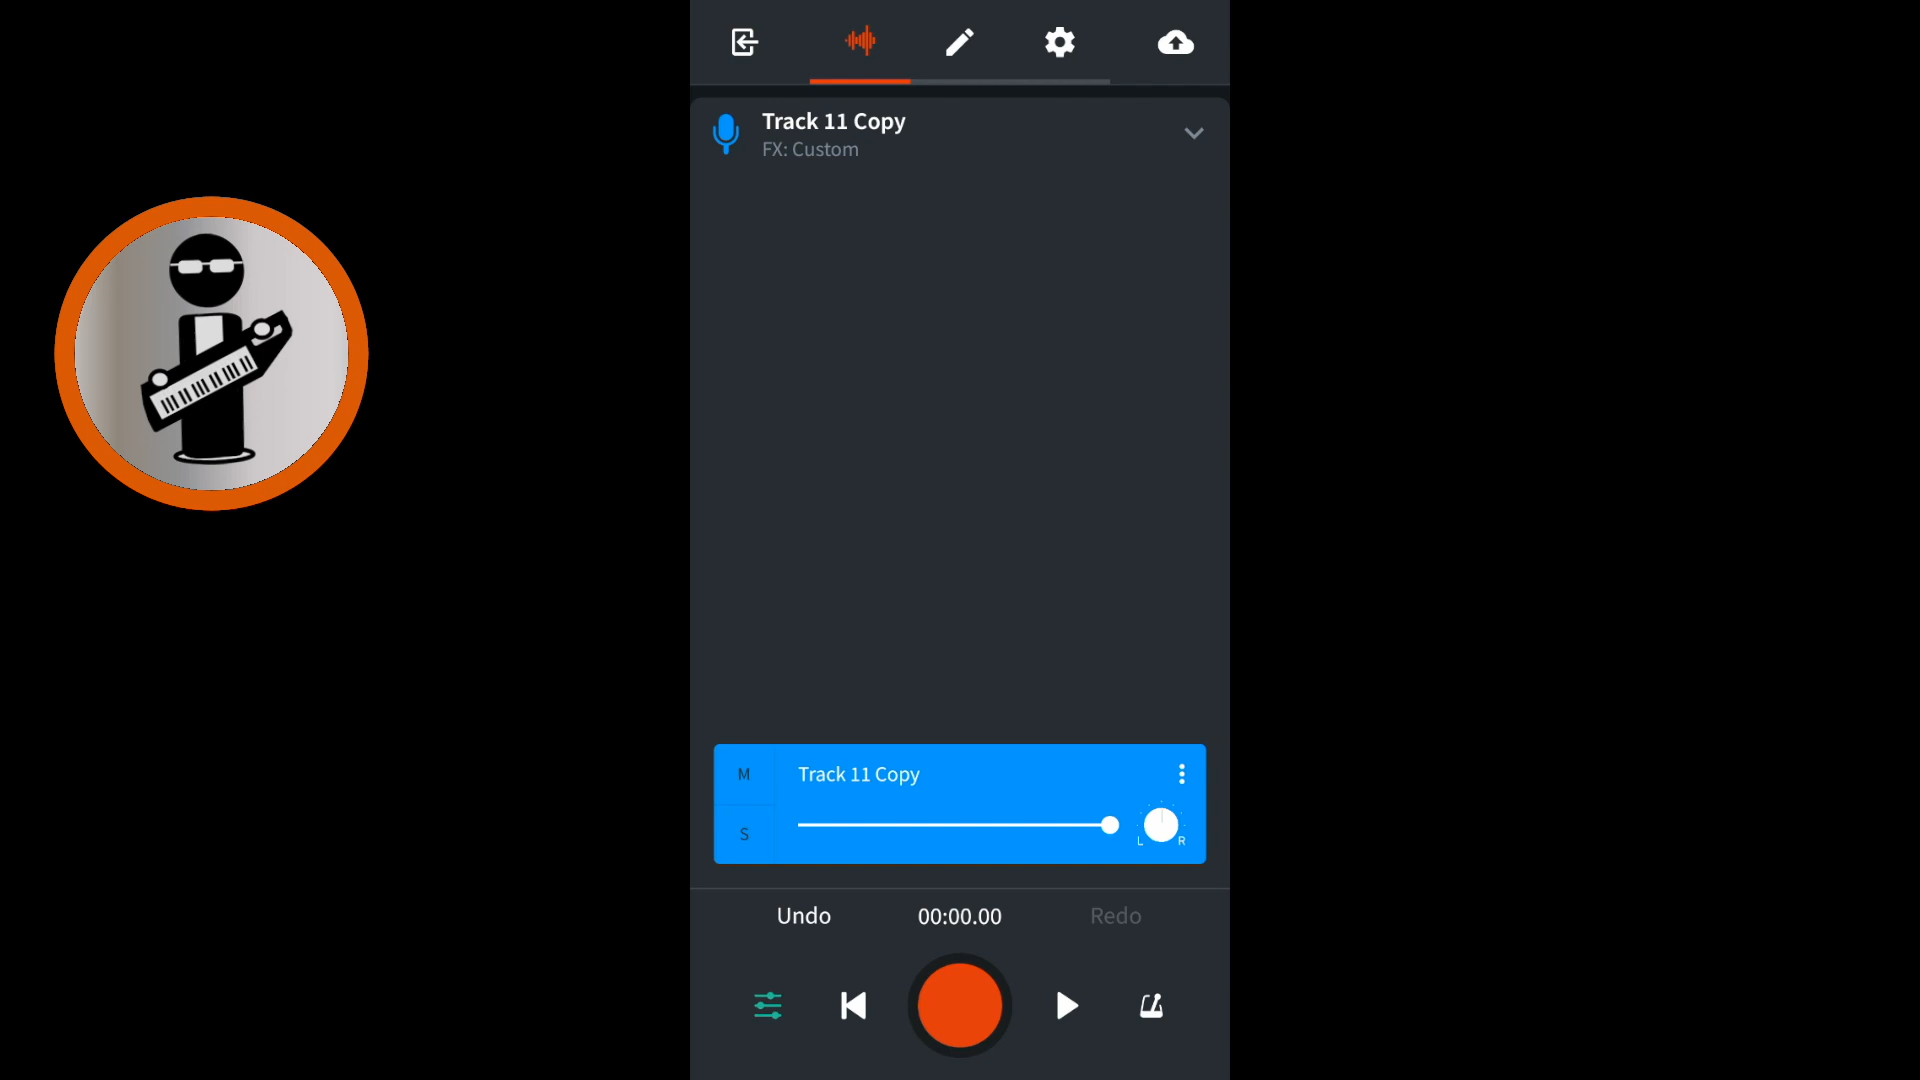 Track 11 Copy
FX: Custom
M
Track 11 Copy
S
L
R
Undo
00:00.00
Redo